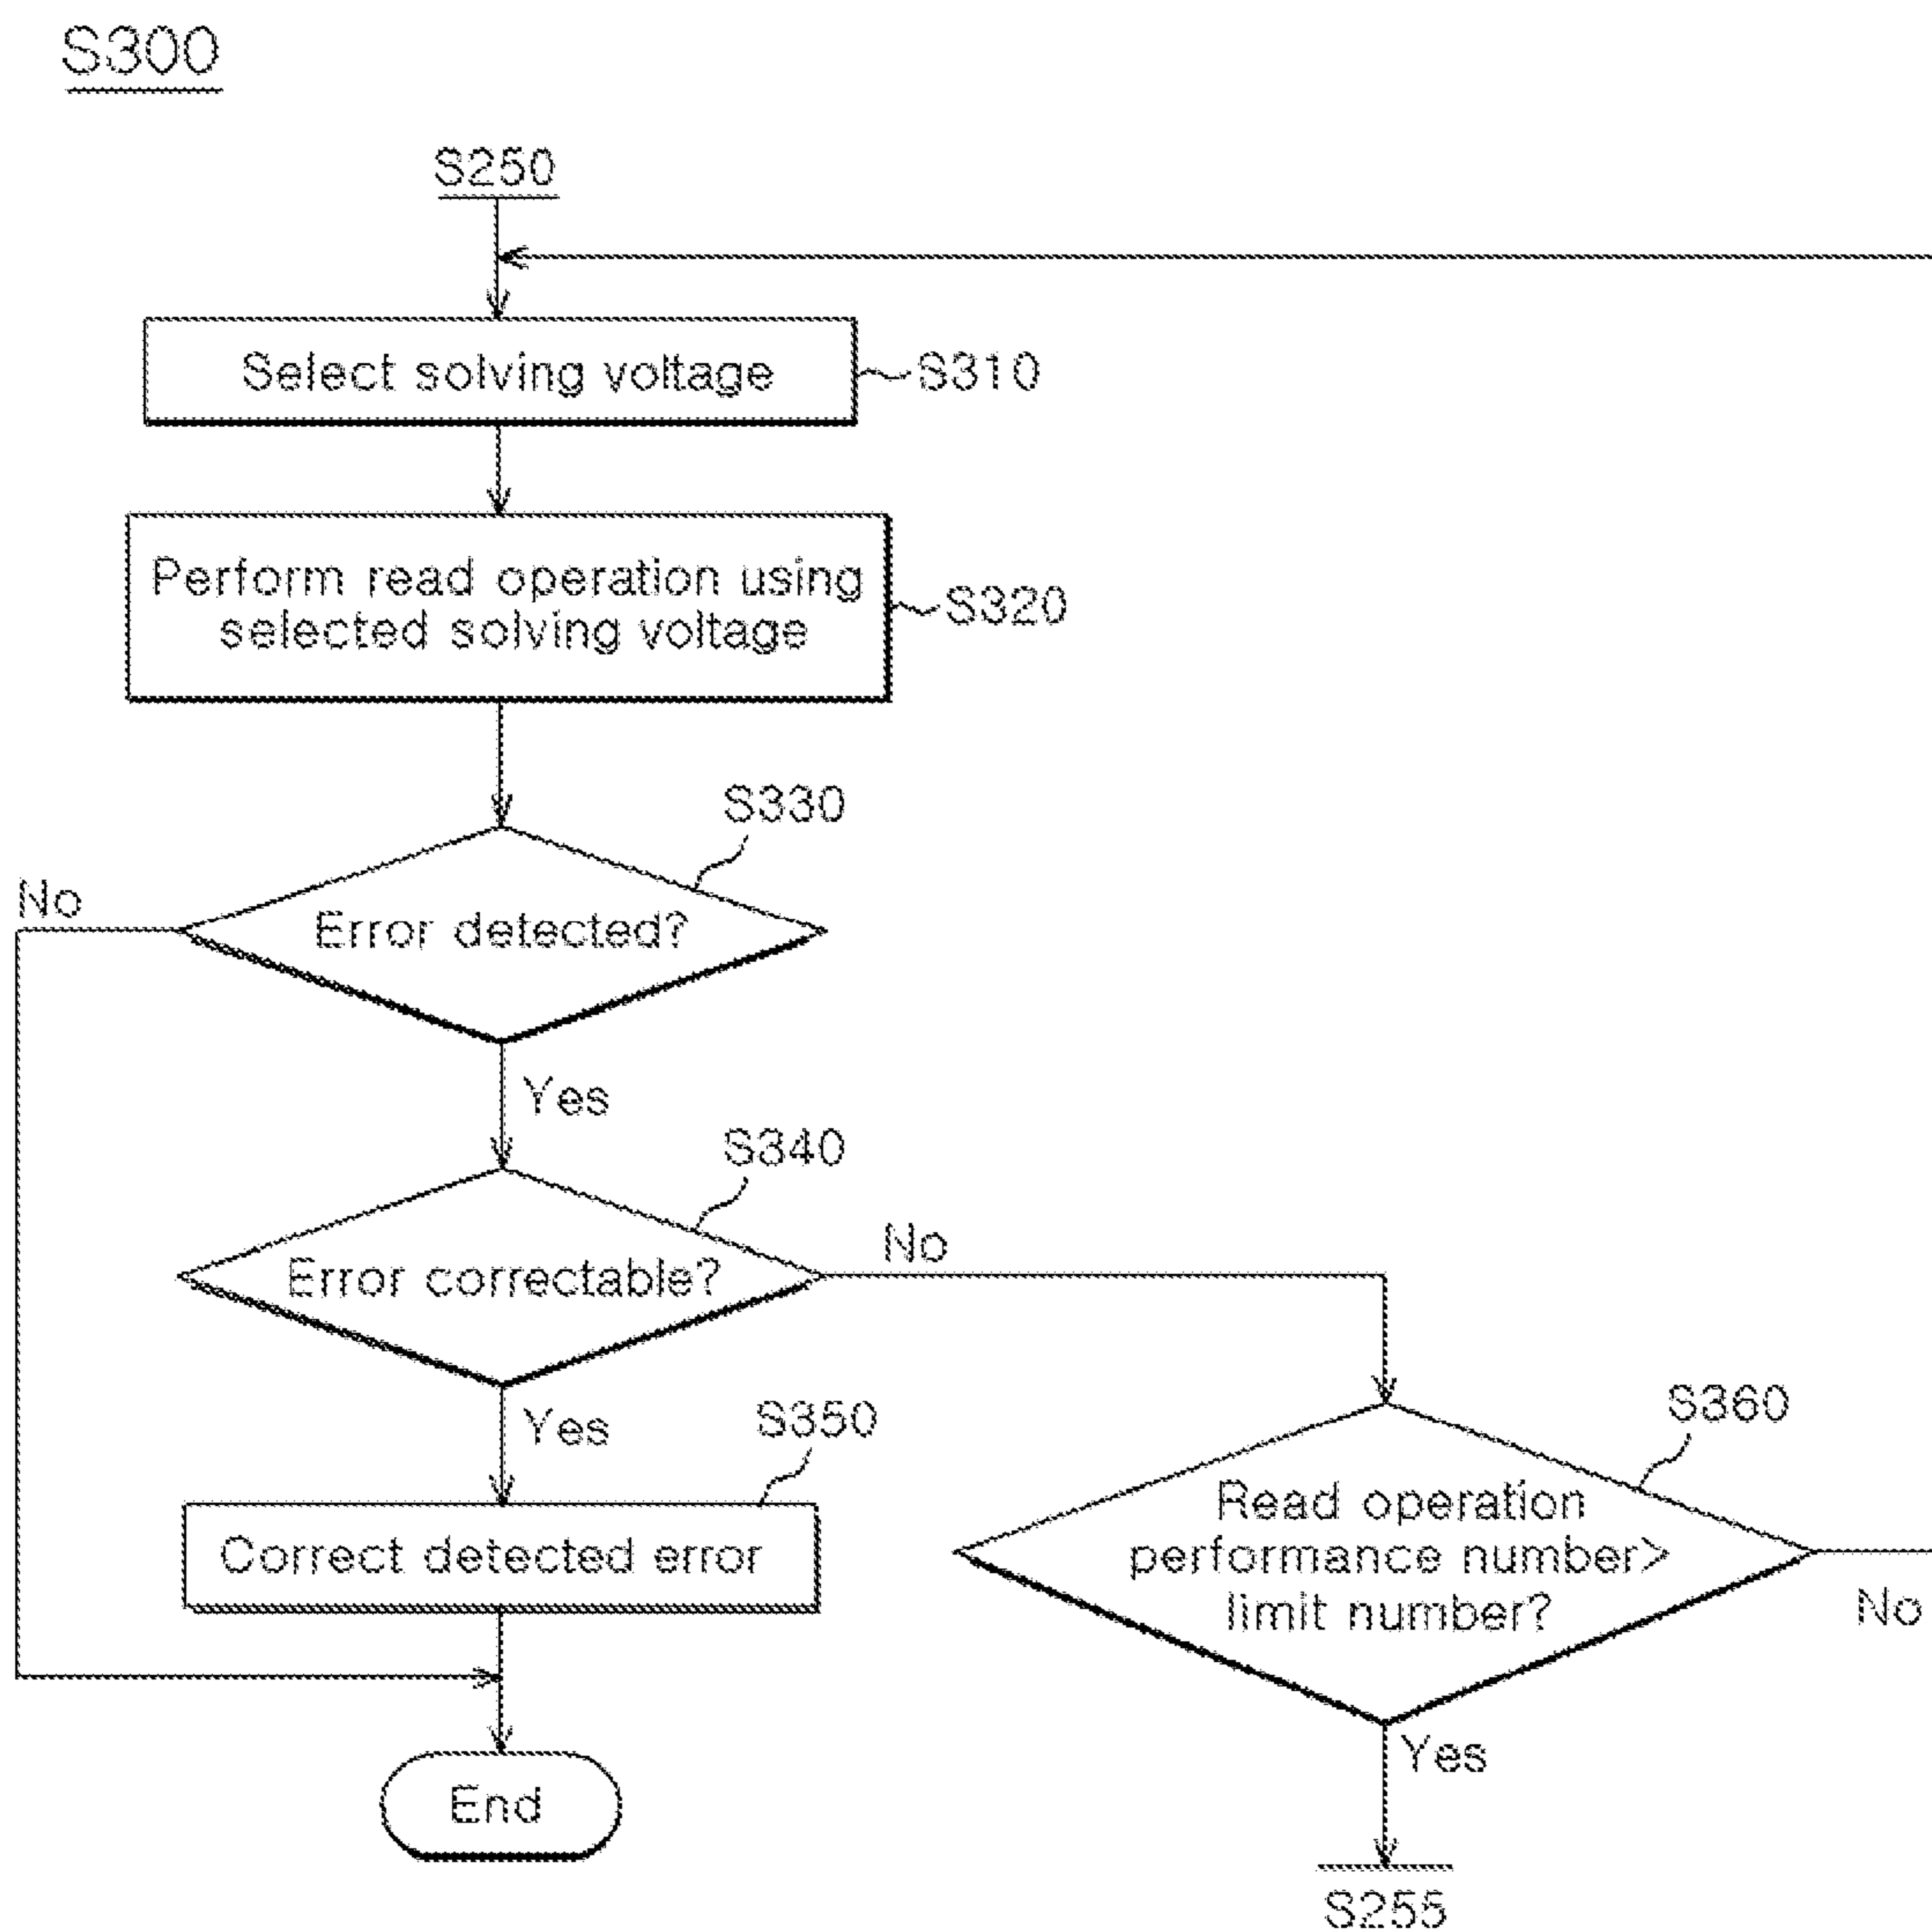 S300
S250
Select solving voltage
S310
Perform read operation using
selected solving voltage
S320
S330
No
Error detected?
Yes
S340
No
Error correctable?
Yes
S350
S360
Correct detected error
Read operation
performance number>
limit number?
No
Yes
End
S255